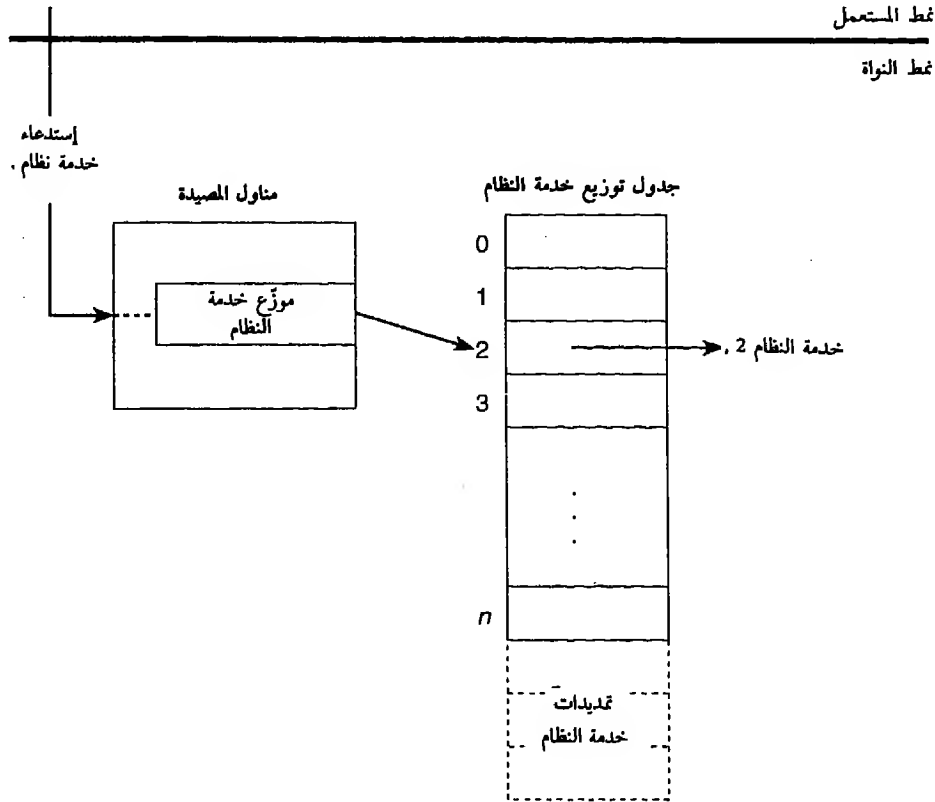 نمط المستعمل
نمط النواة
إستدعاء
خدمة نظام .
مناول المصيدة
موزّع خدمة
النظام
جدول توزيع خدمة النظام
0
1
2
خدمة النظام 2 .
3
n
تمديدات
خدمة النظام